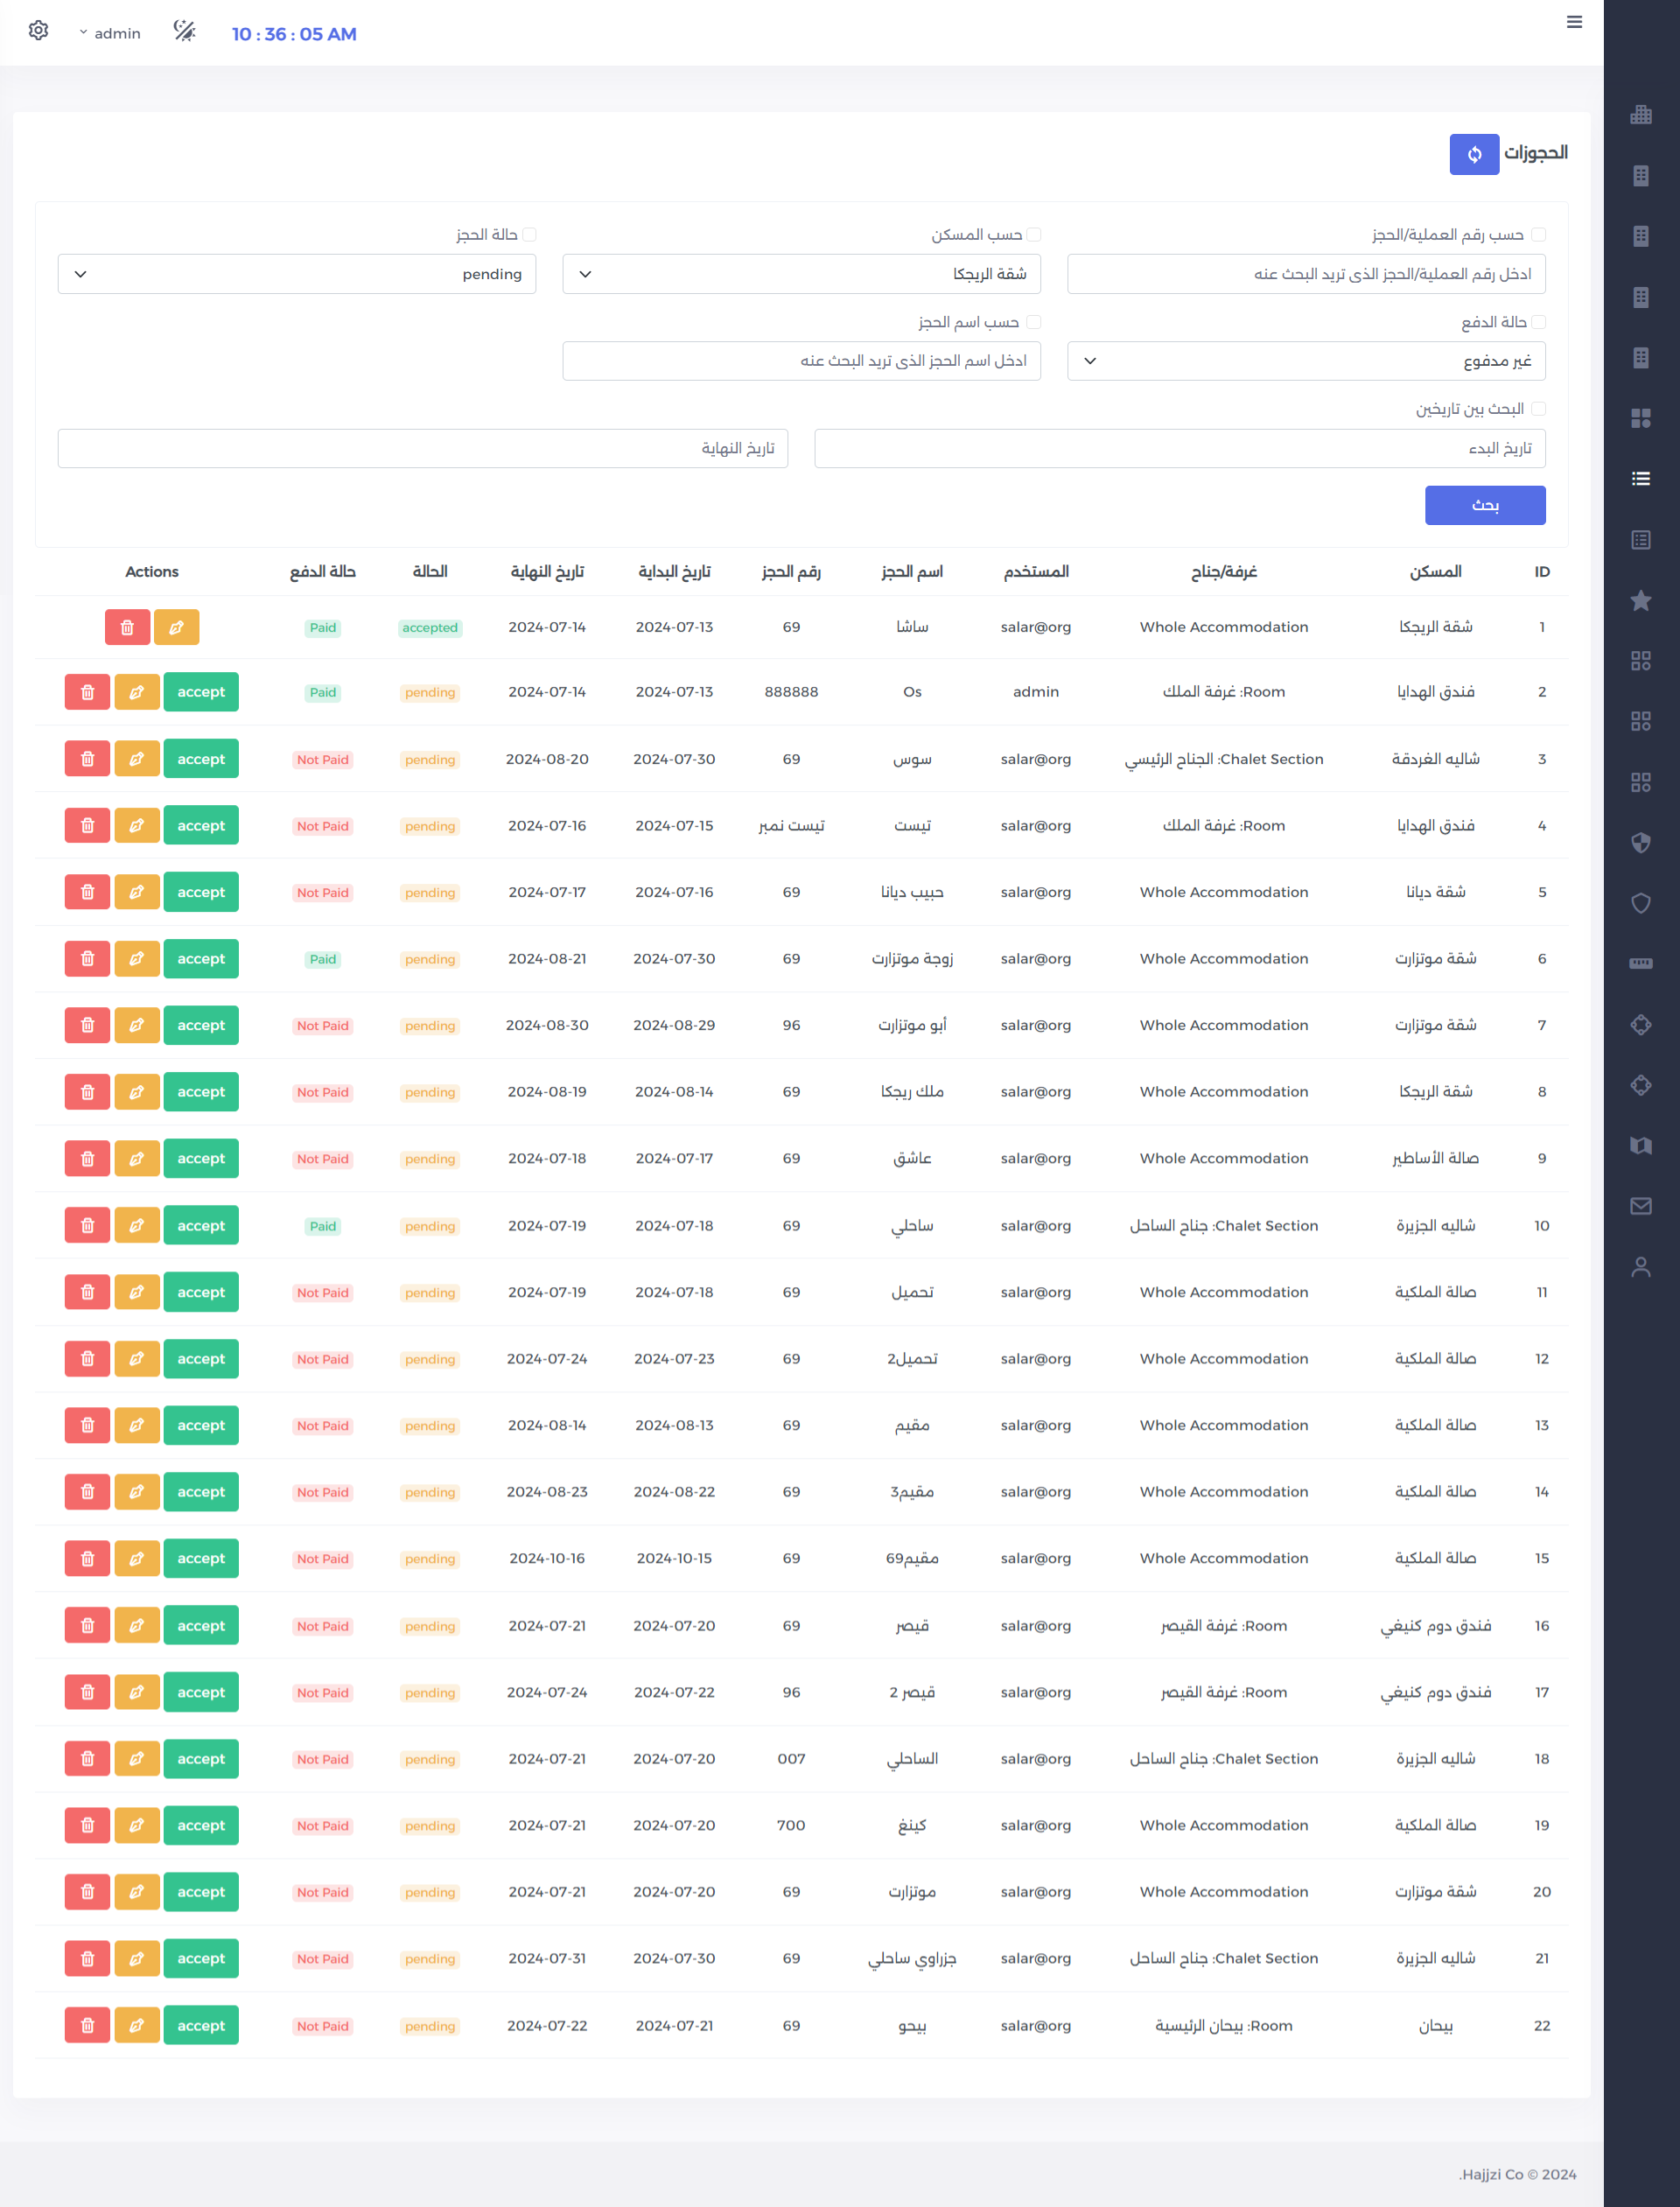 10 : 36 : 05 AM
admin
الحجوزات
حسب رقم العملية/الحجز
حسب المسكن
حالة الحجز
ادخل رقم العملية/الحجز الذى تريد البحث عنه
شقة الريجكا
pending
حالة الدفع
حسب اسم الحجز
غير مدفوع
ادخل اسم الحجز الذى تريد البحث عنه
البحث بين تاريخين
تاريخ البدء
تاريخ النهاية
بحث
ID المسكن غرفة/جناح المستخدم اسم الحجز رقم الحجز تاريخ البداية تاريخ النهاية الحالة حالة الدفع Actions
1 شقة الريجكا Whole Accommodation salar@org ساشا 69 2024-07-13 2024-07-14 accepted Paid
2 فندق الهدايا Room: غرفة الملك admin Os 888888 2024-07-13 2024-07-14 pending Paid accept
3 شاليه الغردقة Chalet Section: الجناح الرئيسي salar@org سوس 69 2024-07-30 2024-08-20 pending Not Paid accept
4 فندق الهدايا Room: غرفة الملك salar@org تيست تيست نمبر 2024-07-15 2024-07-16 pending Not Paid accept
5 شقة ديانا Whole Accommodation salar@org حبيب ديانا 69 2024-07-16 2024-07-17 pending Not Paid accept
6 شقة موتزارت Whole Accommodation salar@org زوجة موتزارت 69 2024-07-30 2024-08-21 pending Paid accept
7 شقة موتزارت Whole Accommodation salar@org أبو موتزارت 96 2024-08-29 2024-08-30 pending Not Paid accept
8 شقة الريجكا Whole Accommodation salar@org ملك ريجكا 69 2024-08-14 2024-08-19 pending Not Paid accept
9 صالة الأساطير Whole Accommodation salar@org عاشق 69 2024-07-17 2024-07-18 pending Not Paid accept
10 شاليه الجزيرة Chalet Section: جناح الساحل salar@org ساحلي 69 2024-07-18 2024-07-19 pending Paid accept
11 صالة الملكية Whole Accommodation salar@org تحميل 69 2024-07-18 2024-07-19 pending Not Paid accept
12 صالة الملكية Whole Accommodation salar@org تحميل2 69 2024-07-23 2024-07-24 pending Not Paid accept
13 صالة الملكية Whole Accommodation salar@org مقيم 69 2024-08-13 2024-08-14 pending Not Paid accept
14 صالة الملكية Whole Accommodation salar@org مقيم3 69 2024-08-22 2024-08-23 pending Not Paid accept
15 صالة الملكية Whole Accommodation salar@org مقيم69 69 2024-10-15 2024-10-16 pending Not Paid accept
16 فندق دوم كنيغي Room: غرفة القيصر salar@org قيصر 69 2024-07-20 2024-07-21 pending Not Paid accept
17 فندق دوم كنيغي Room: غرفة القيصر salar@org قيصر 2 96 2024-07-22 2024-07-24 pending Not Paid accept
18 شاليه الجزيرة Chalet Section: جناح الساحل salar@org الساحلي 007 2024-07-20 2024-07-21 pending Not Paid accept
19 صالة الملكية Whole Accommodation salar@org كينغ 700 2024-07-20 2024-07-21 pending Not Paid accept
20 شقة موتزارت Whole Accommodation salar@org موتزارت 69 2024-07-20 2024-07-21 pending Not Paid accept
21 شاليه الجزيرة Chalet Section: جناح الساحل salar@org جزراوي ساحلي 69 2024-07-30 2024-07-31 pending Not Paid accept
22 بيحان Room: بيحان الرئيسية salar@org بيحو 69 2024-07-21 2024-07-22 pending Not Paid accept
.Hajjzi Co © 2024